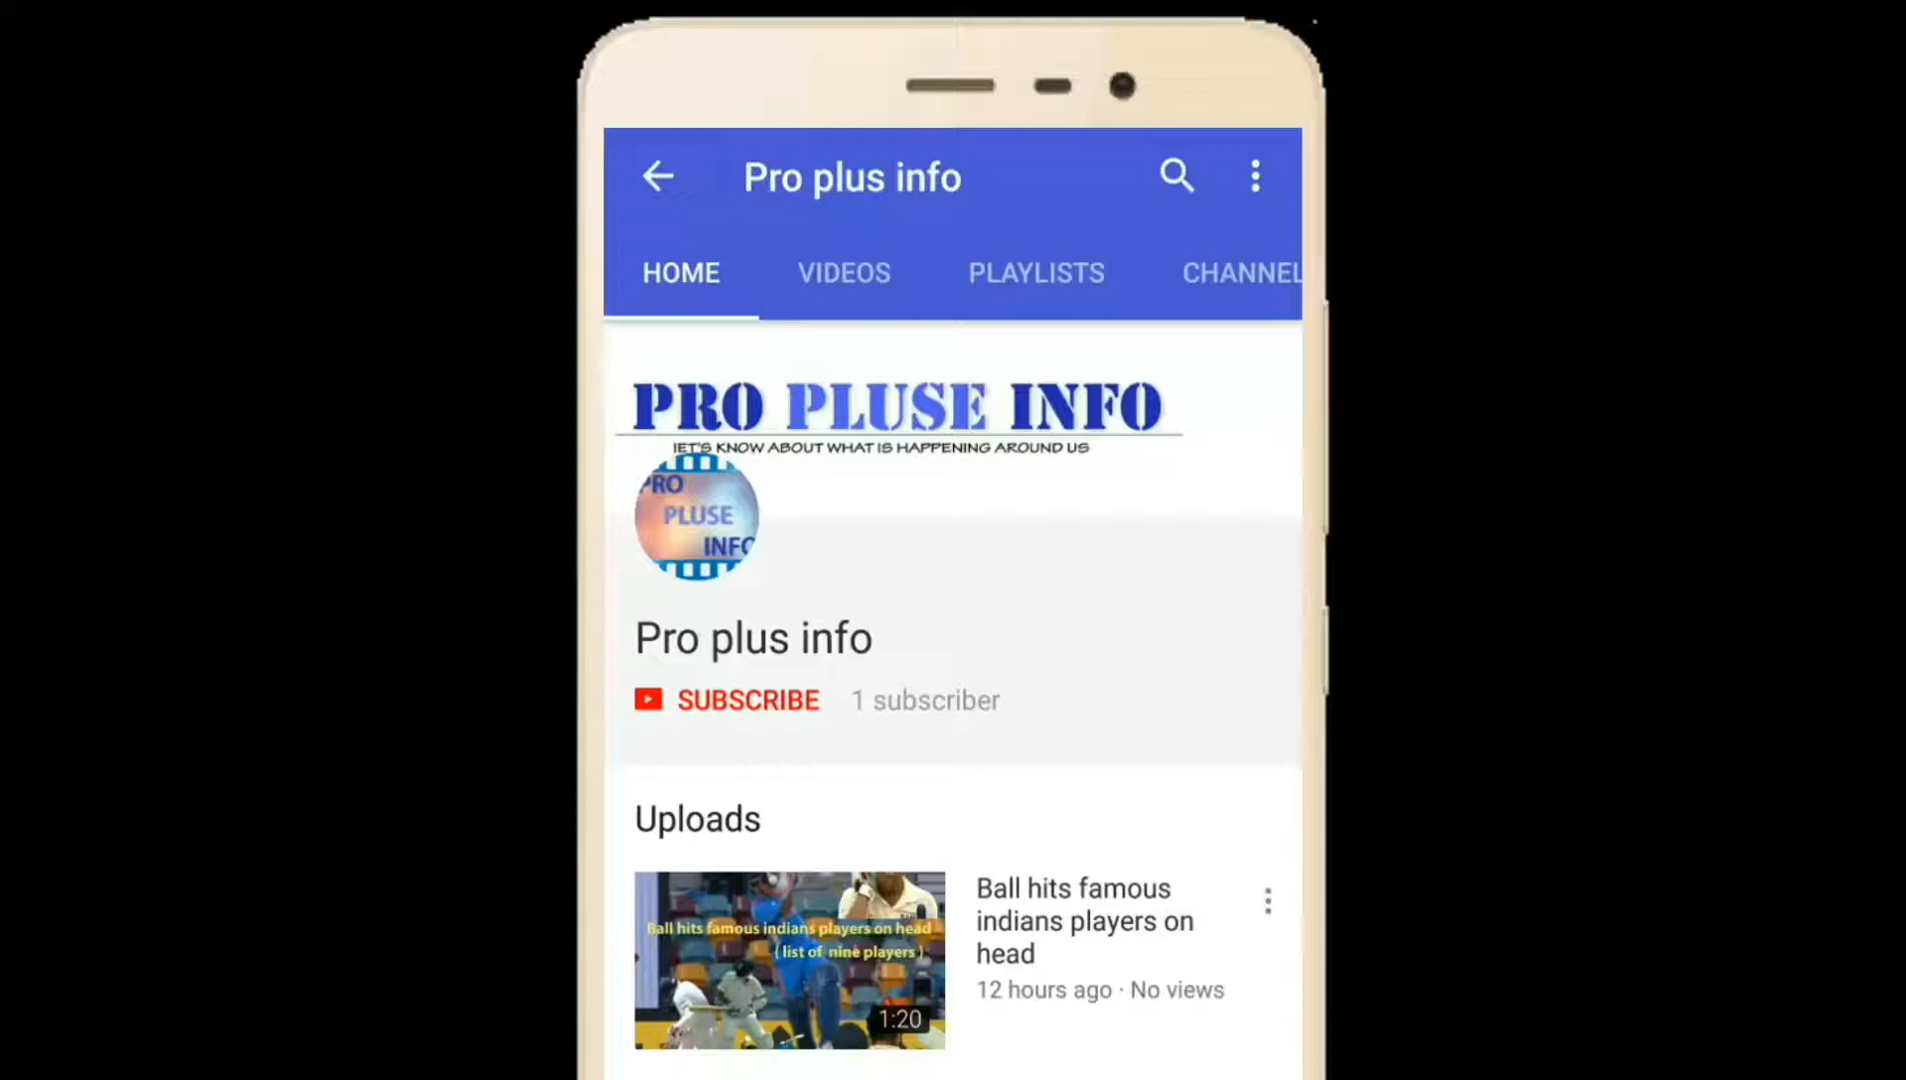 Pro plus info
HOME VIDEOS PLAYLISTS CHANNEL
PRO PLUSE INFO
lET'S KNOW ABOUT WHAT IS HAPPENING AROUND US
PRO
PLUSE
INFO
Pro plus info
SUBSCRIBE 1 subscriber
Uploads
Ball hits famous indians players on head
( list of nine players )
1:20
Ball hits famous
indians players on
head
12 hours ago · No views